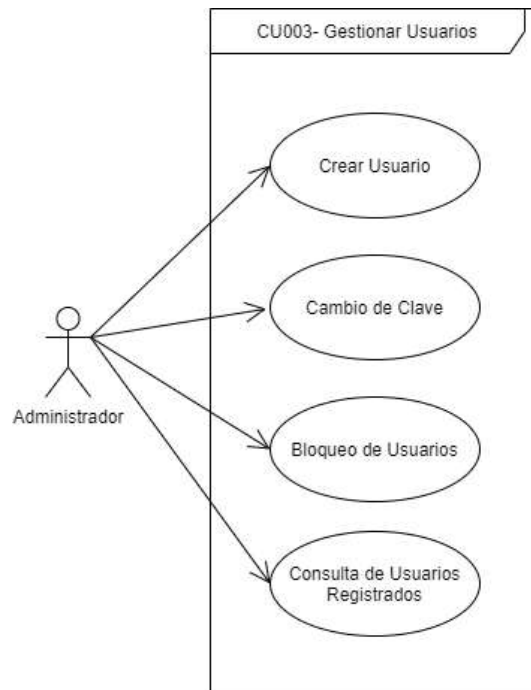 CU003- Gestionar Usuarios
Crear Usuario
Cambio de Clave
Administrador
Bloqueo de Usuarios
Consulta de Usuarios
Registrados